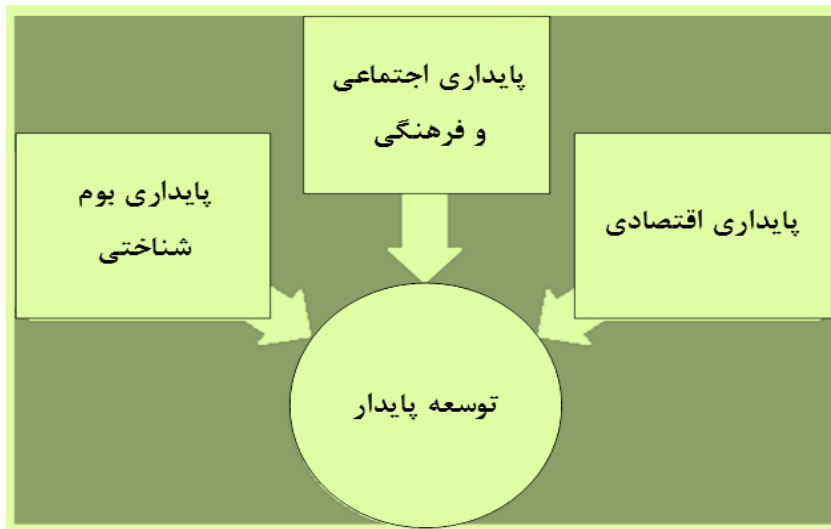 پایداری اجتماعی
و فرهنگی
پایداری اقتصادی
پایداری بوم
شناختی
توسعه پایدار